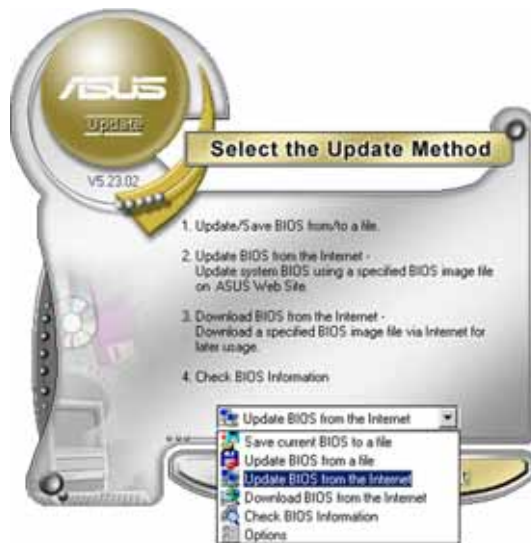 ASUS
Update
V5.23.02
Select the Update Method
1. Update/Save BIOS from/to a file.
2. Update BIOS from the Internet -
Update system BIOS using a specified BIOS image file
on ASUS Web Site
3. Download BIOS from the Internet -
Download a specified BIOS image file via Internet for
later usage.
4. Check BIOS Information
Update BIOS from the Internet
Save current BIOS to a file
Update BIOS from a file
Update BIOS from the Internet
Download BIOS from the Internet
Check BIOS Information
Options